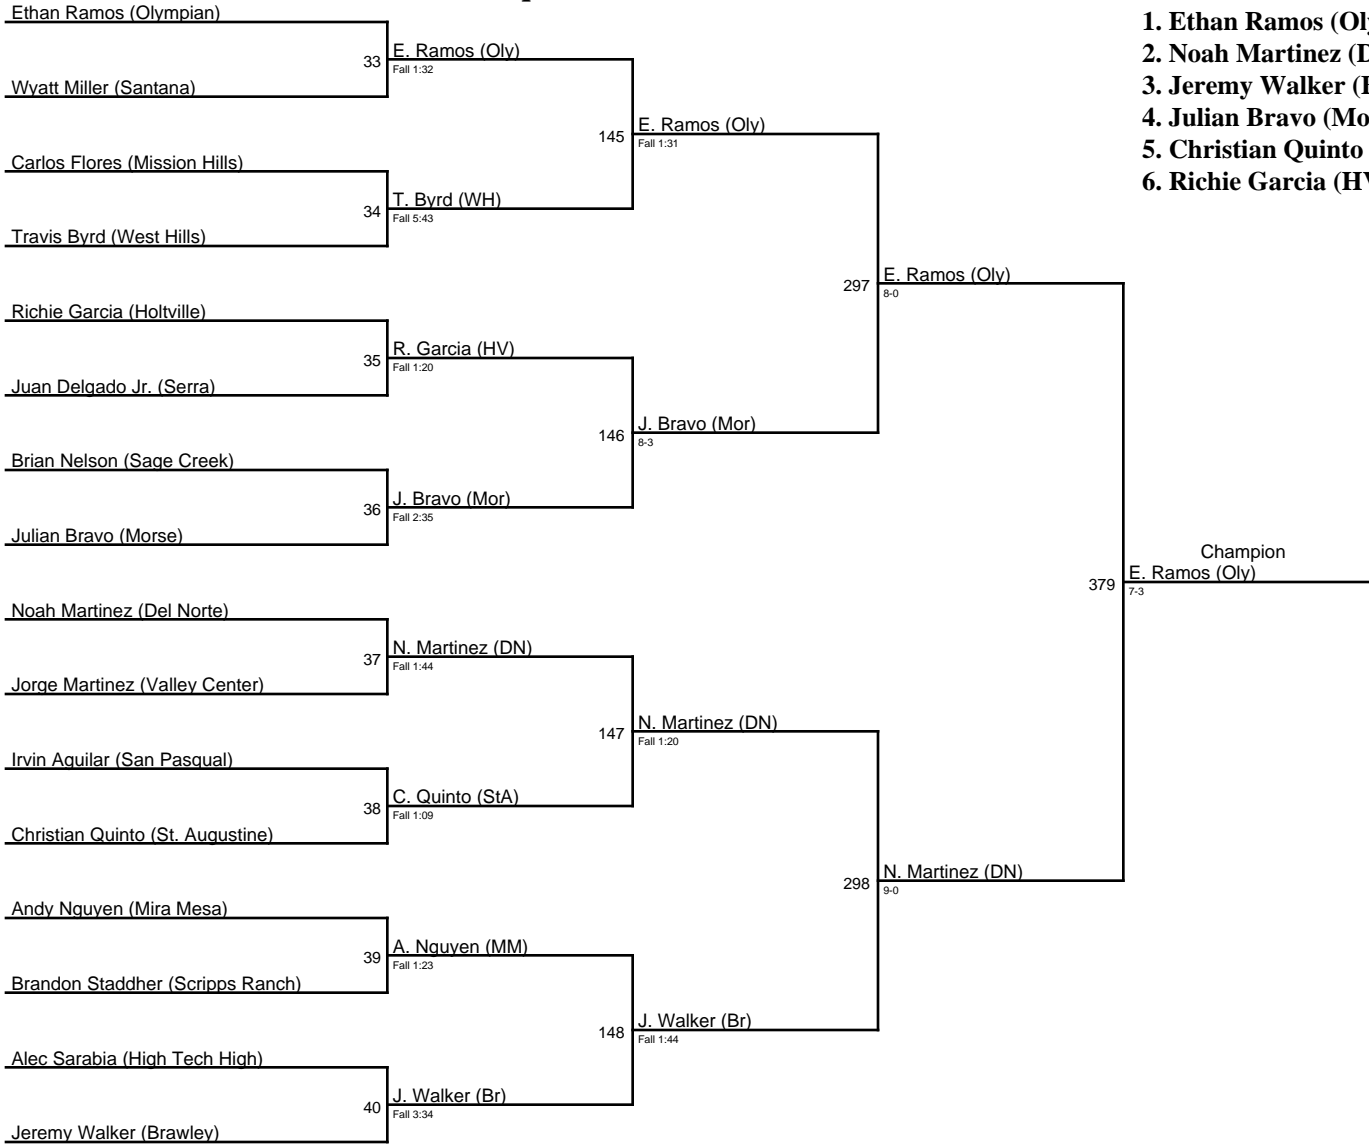 Ethan Ramos (Olympian)
33
E. Ramos (Oly)
Fall 1:32
Wyatt Miller (Santana)
145
E. Ramos (Oly)
Fall 1:31
Carlos Flores (Mission Hills)
34
T. Byrd (WH)
Fall 5:43
Travis Byrd (West Hills)
297
E. Ramos (Oly)
8-0
Richie Garcia (Holtville)
35
R. Garcia (HV)
Fall 1:20
Juan Delgado Jr. (Serra)
146
J. Bravo (Mor)
8-3
Brian Nelson (Sage Creek)
36
J. Bravo (Mor)
Fall 2:35
Julian Bravo (Morse)
Champion
379
E. Ramos (Oly)
7-3
Noah Martinez (Del Norte)
37
N. Martinez (DN)
Fall 1:44
Jorge Martinez (Valley Center)
147
N. Martinez (DN)
Fall 1:20
Irvin Aguilar (San Pasqual)
38
C. Quinto (StA)
Fall 1:09
Christian Quinto (St. Augustine)
298
N. Martinez (DN)
9-0
Andy Nguyen (Mira Mesa)
39
A. Nguyen (MM)
Fall 1:23
Brandon Staddher (Scripps Ranch)
148
J. Walker (Br)
Fall 1:44
Alec Sarabia (High Tech High)
40
J. Walker (Br)
Fall 3:34
Jeremy Walker (Brawley)
1. Ethan Ramos
2. Noah Martinez
3. Jeremy Walker
4. Julian Bravo
5. Christian Quinto
6. Richie Garcia